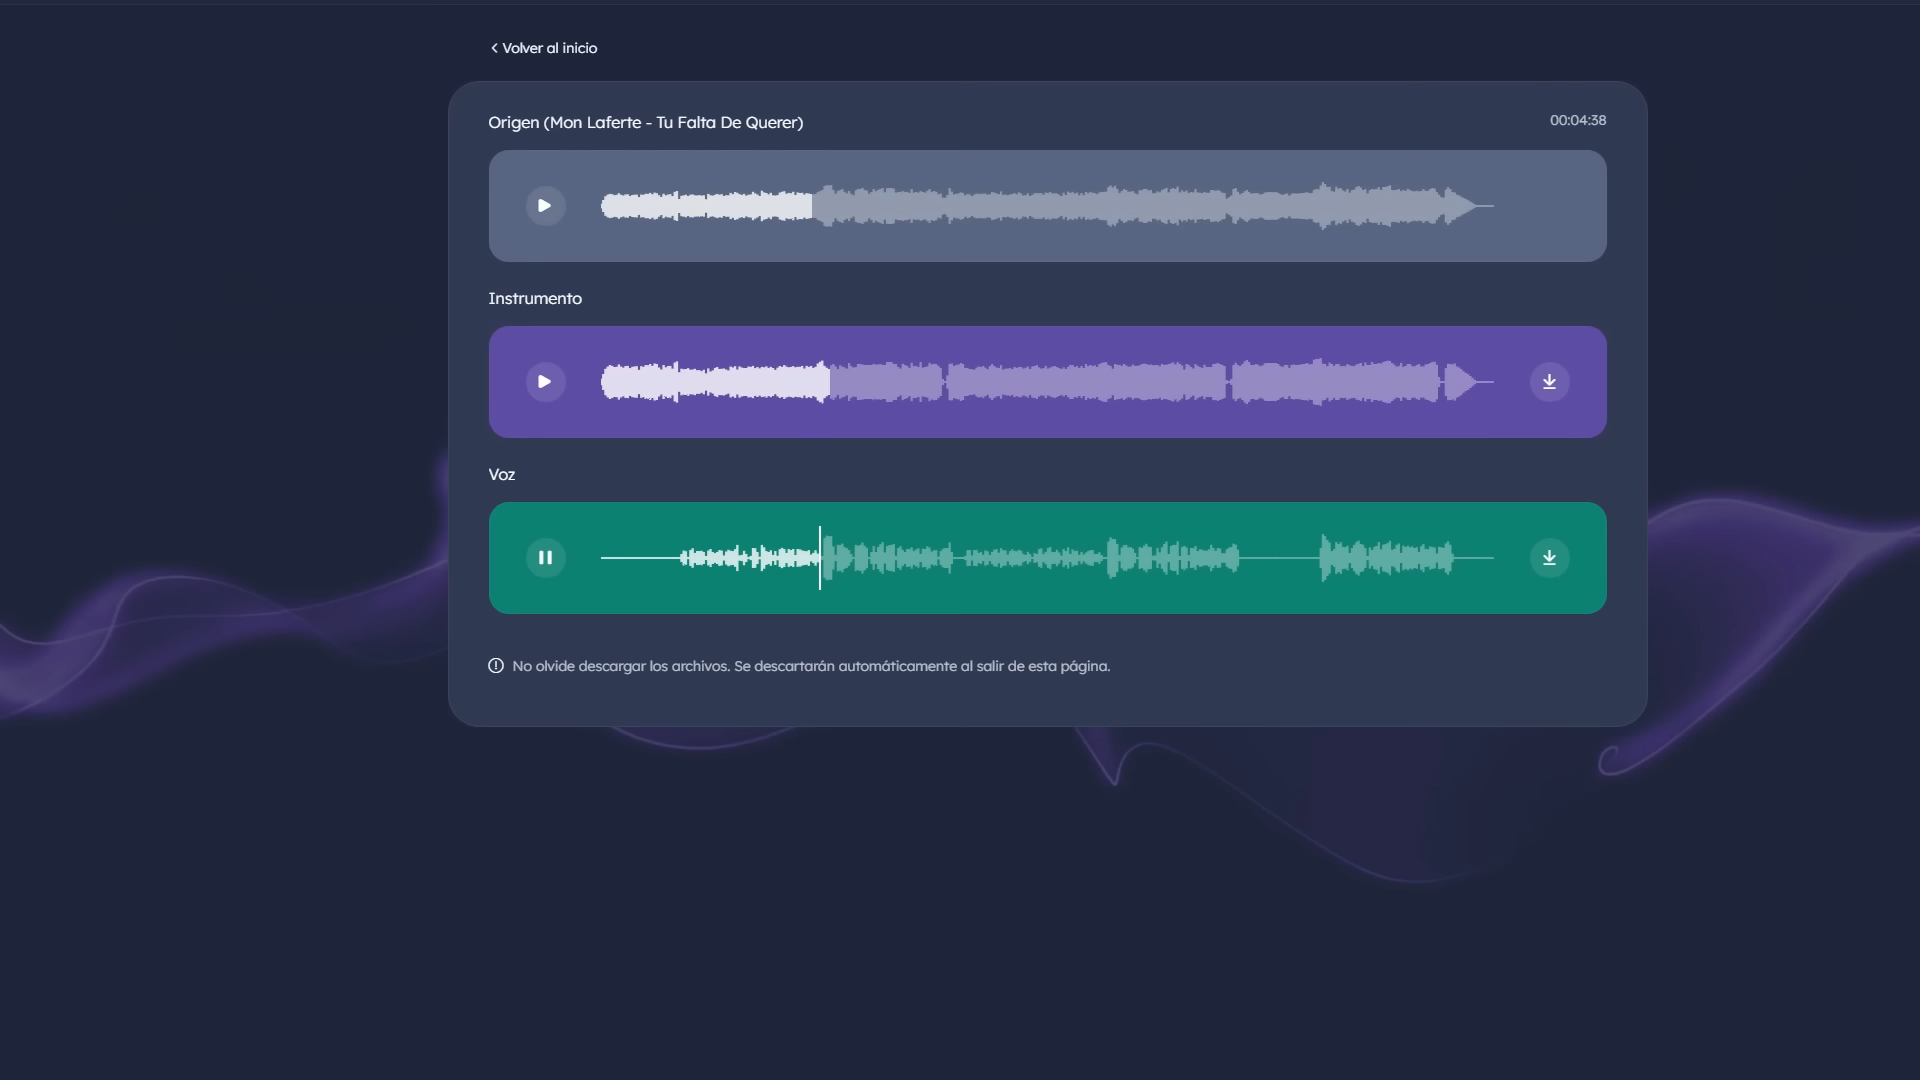 Volver al inicio
Origen (Mon Laferte - Tu Falta De Querer)
00:04:38
Instrumento
Voz
No olvide descargar los archivos. Se descartarán automáticamente al salir de esta página.